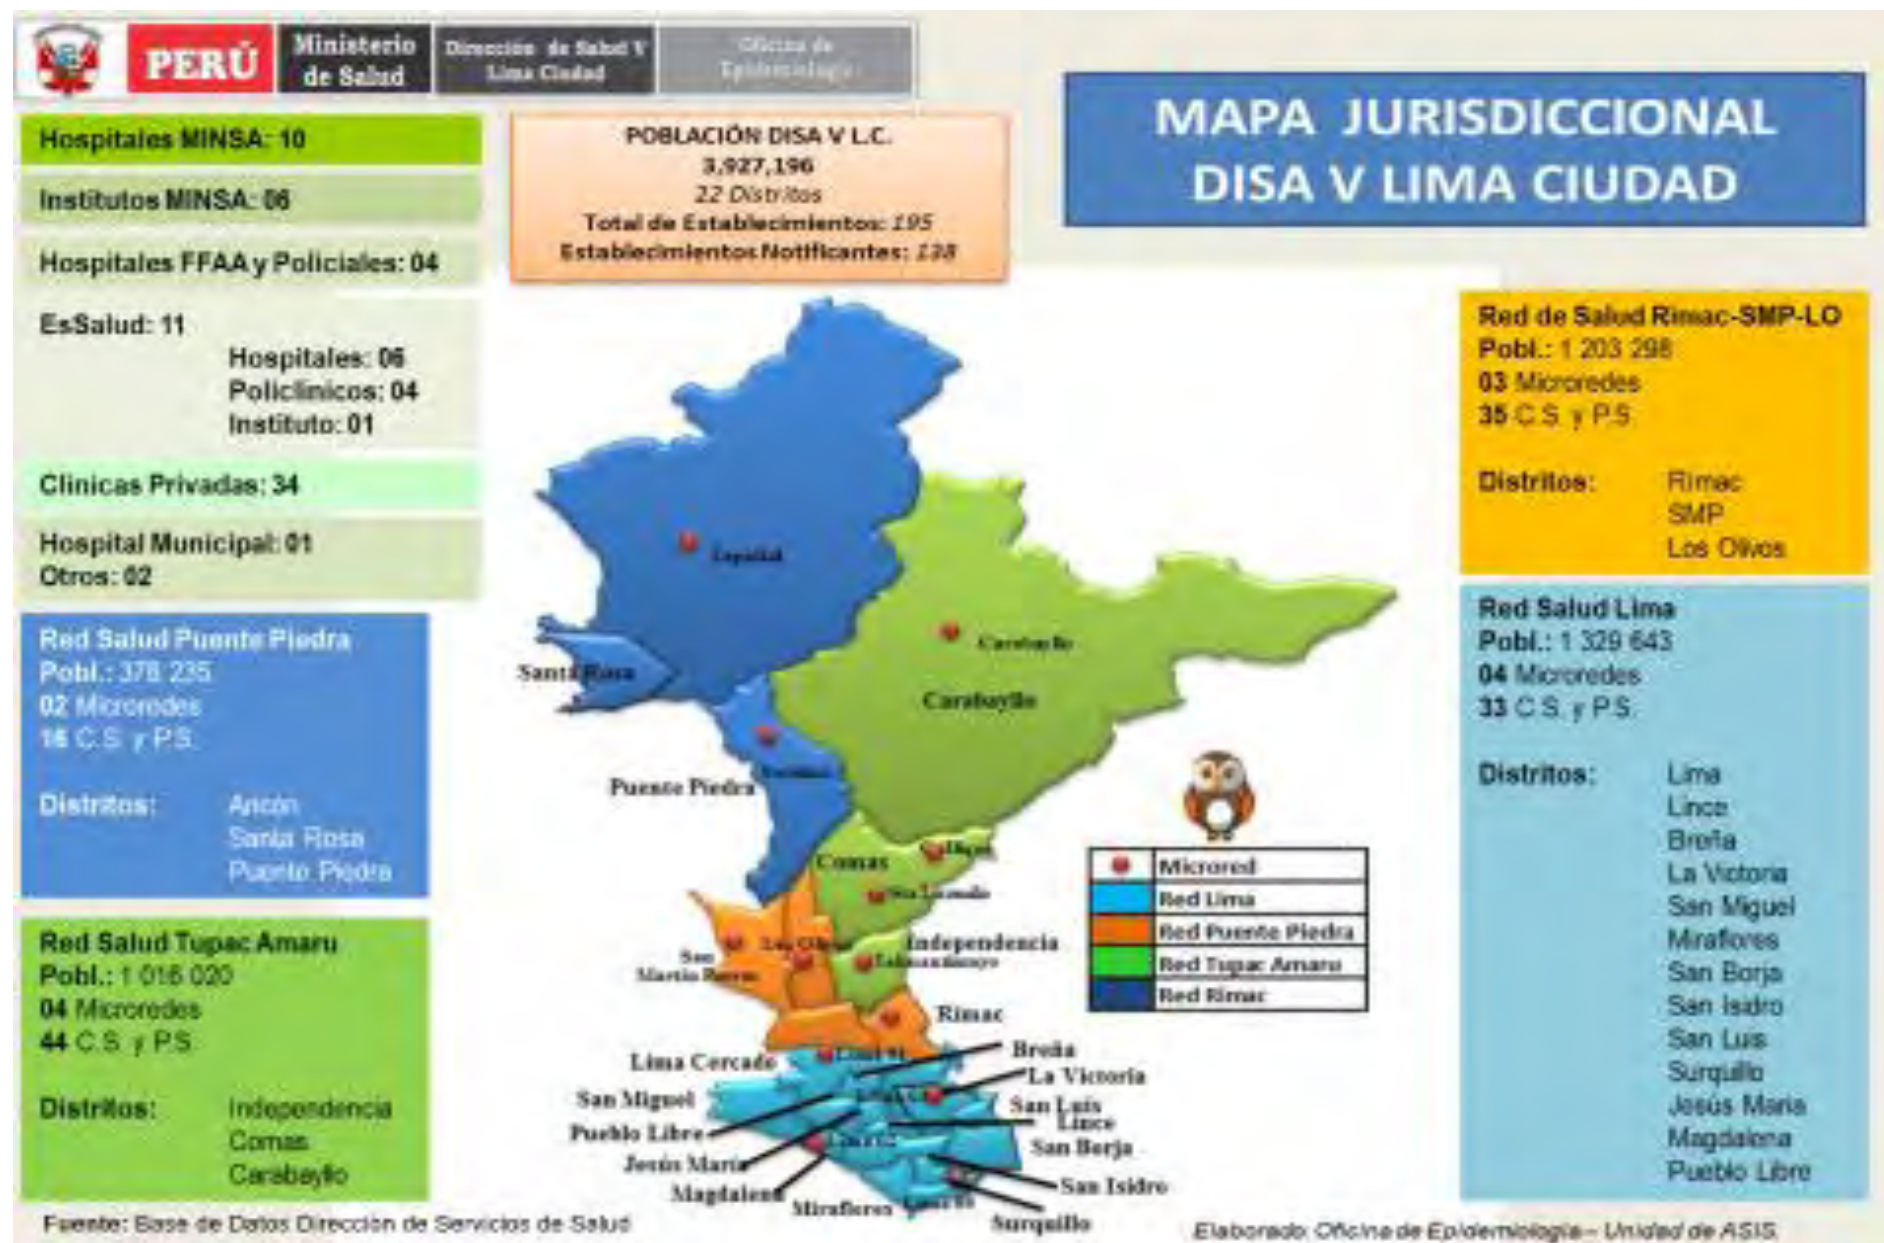 PERÚ
Ministerio
de Salud
Dirección de Salud V
Lima Ciudad
Oficina de
Epidemiología
MAPA JURISDICCIONAL
DISA V LIMA CIUDAD
Hospitales MINSA: 10
Institutos MINSA: 06
Hospitales FFAA y Policiales: 04
EsSalud: 11
Hospitales: 06
Policlinicos: 04
Instituto: 01
Clinicas Privadas: 34
Hospital Municipal: 01
Otros: 02
POBLACIÓN DISA V L.C.
3,927,196
22 Distritos
Total de Establecimientos: 195
Establecimientos Notificantes: 138
Red Salud Puente Piedra
Pobl.: 378 235
02 Microredes
16 C.S. y P.S.
Distritos:
Ancón
Santa Rosa
Puente Piedra
Red Salud Tupac Amaru
Pobl.: 1 016 020
04 Microredes
44 C.S. y P.S.
Distritos:
Independencia
Comas
Carabayllo
Red de Salud Rimac-SMP-LO
Pobl.: 1 203 298
03 Microredes
35 C.S. y P.S.
Distritos:
Rimac
SMP
Los Olivos
Red Salud Lima
Pobl.: 1 329 643
04 Microredes
33 C.S. y P.S.
Distritos:
Lima
Lince
Breña
La Victoria
San Miguel
Miraflores
San Borja
San Isidro
San Luis
Surquillo
Jesús Maria
Magdalena
Pueblo Libre
Santa Rosa
Carabayllo
Carabayllo
Puente Piedra
Comas
Independencia
Tahuantinsuyo
Los Olivos
San
Martin Porres
Rimac
Lima Cercado
Breña
La Victoria
San Miguel
San Luis
Lince
Pueblo Libre
San Borja
Jesús María
San Isidro
Magdalena
Miraflores
Surquillo
Microred
Red Lima
Red Puente Piedra
Red Tupac Amaru
Red Rimac
Fuente: Base de Datos Dirección de Servicios de Salud
Elaborado: Oficina de Epidemiología – Unidad de ASIS.